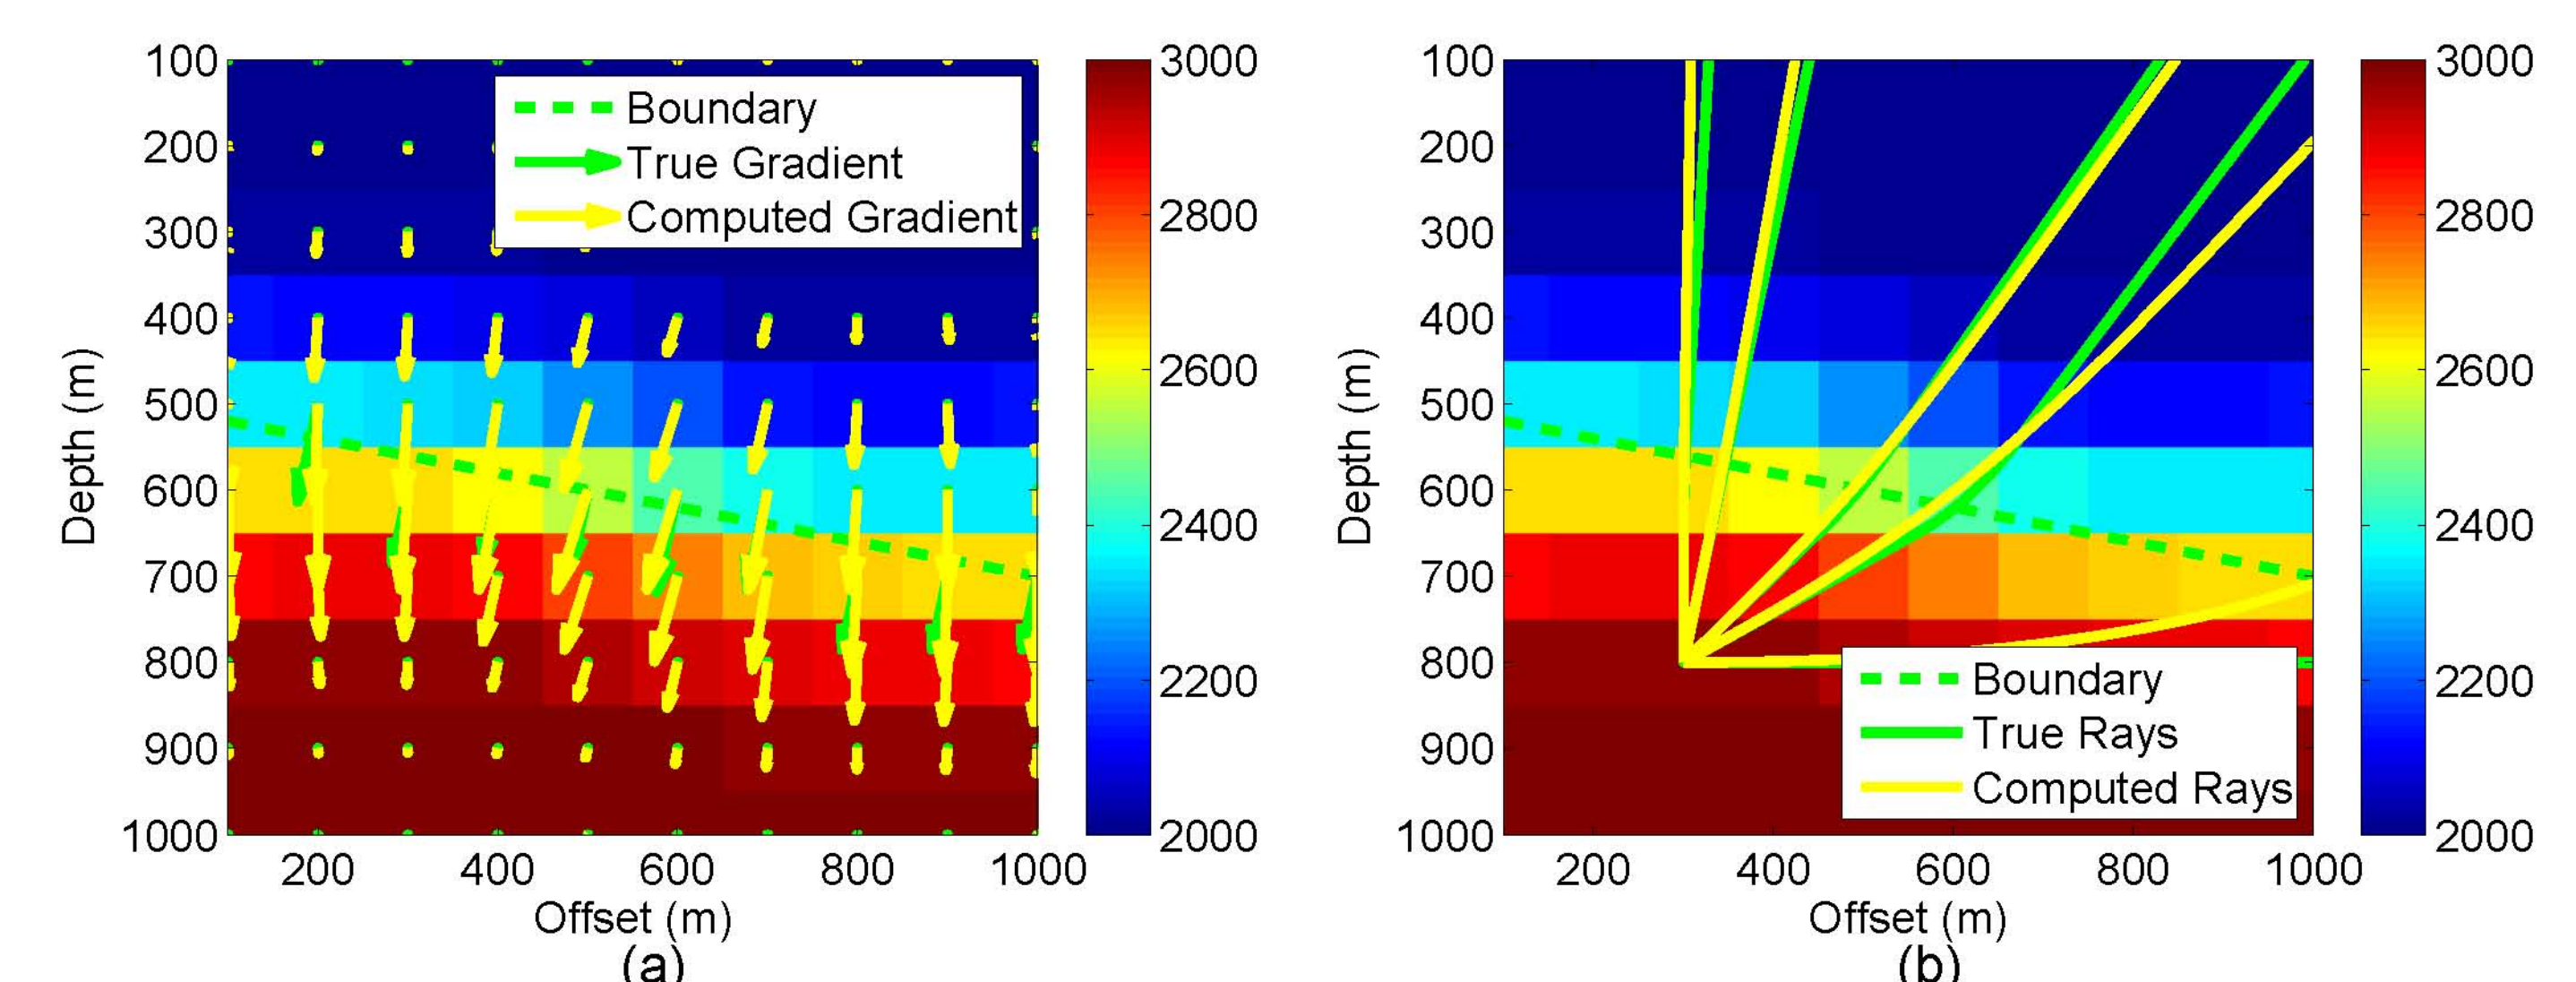 100
200
300
400
500
600
700
800
900
1000
Depth (m)
200 400 600 800 1000
Offset (m)
(a)
Boundary
True Gradient
Computed Gradient
3000
2800
2600
2400
2200
2000
100
200
300
400
500
600
700
800
900
1000
Depth (m)
200 400 600 800 1000
Offset (m)
(b)
Boundary
True Rays
Computed Rays
3000
2800
2600
2400
2200
2000